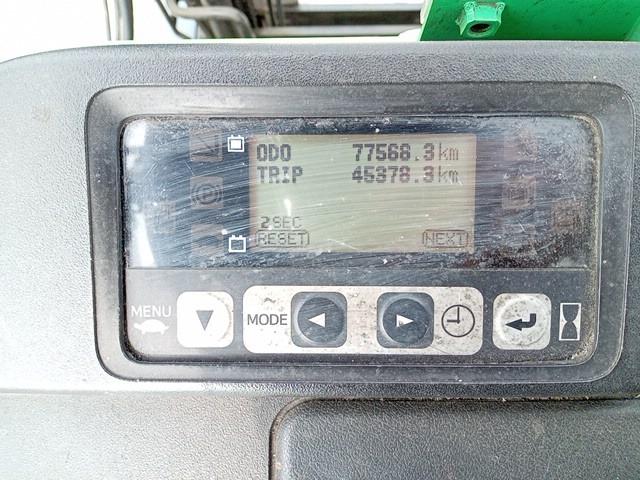 ODO 77568.3km
TRIP 45378.3km
2SEC
RESET NEXT
MENU MODE